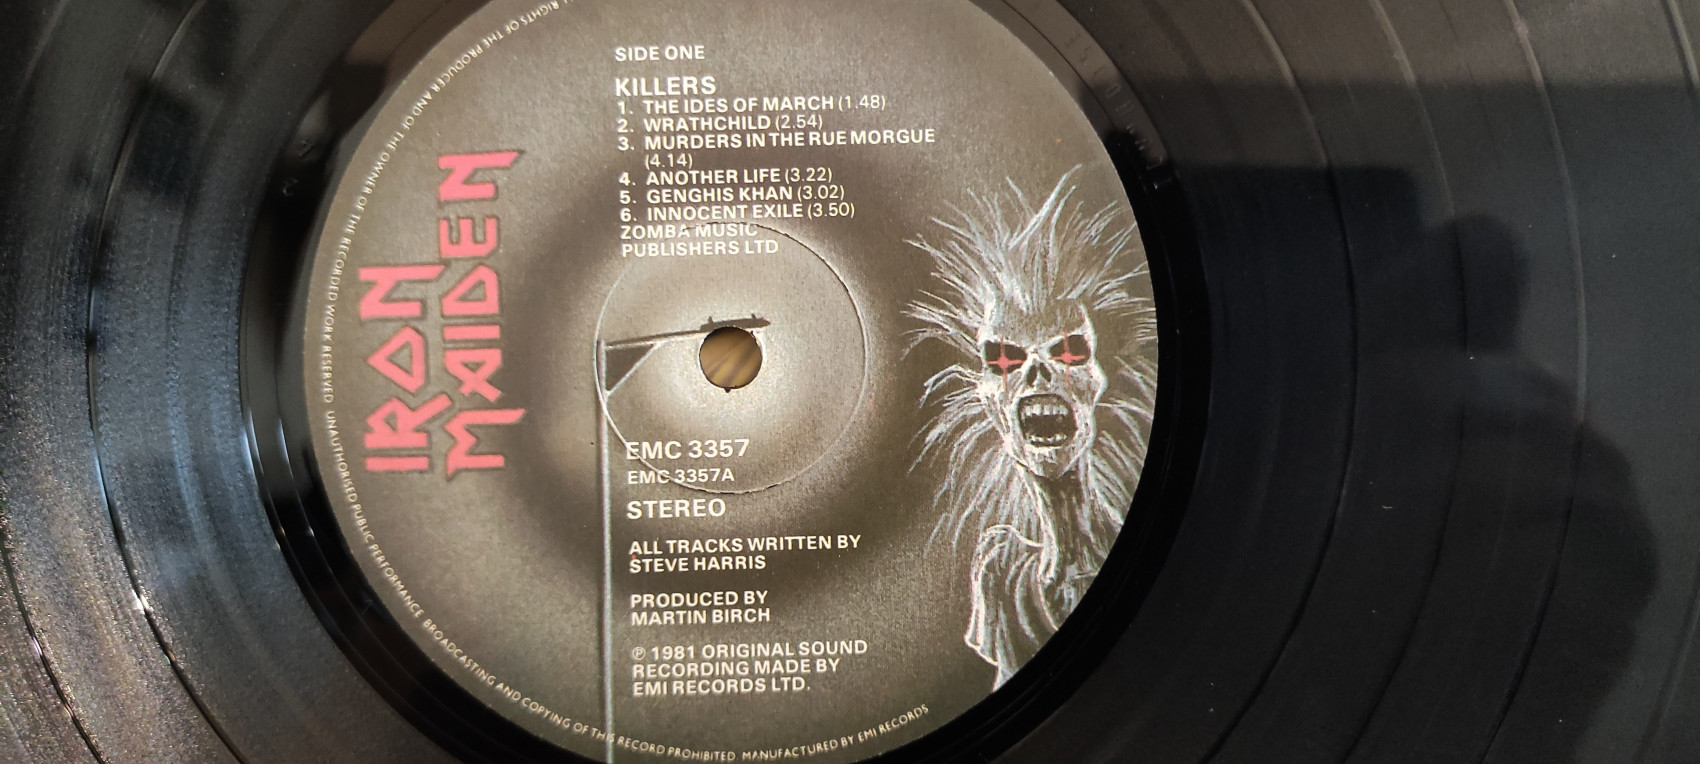 SIDE ONE
KILLERS
1. THE IDES OF MARCH (1.48)
2. WRATHCHILD (2.54)
3. MURDERS IN THE RUE MORGUE
(4.14)
4. ANOTHER LIFE (3.22)
5. GENGHIS KHAN (3.02)
6. INNOCENT EXILE (3.50)
ZOMBA MUSIC
PUBLISHERS LTD
IRON
MAIDEN
EMC 3357
EMC 3357A
STEREO
ALL TRACKS WRITTEN BY
STEVE HARRIS
PRODUCED BY
MARTIN BIRCH
℗ 1981 ORIGINAL SOUND
RECORDING MADE BY
EMI RECORDS LTD.
RIGHTS OF THE PRODUCER AND OF THE OWNER OF THE RECORDED WORK RESERVED UNAUTHORISED PUBLIC PERFORMANCE BROADCASTING AND COPYING OF THIS RECORD PROHIBITED. MANUFACTURED BY EMI RECORDS